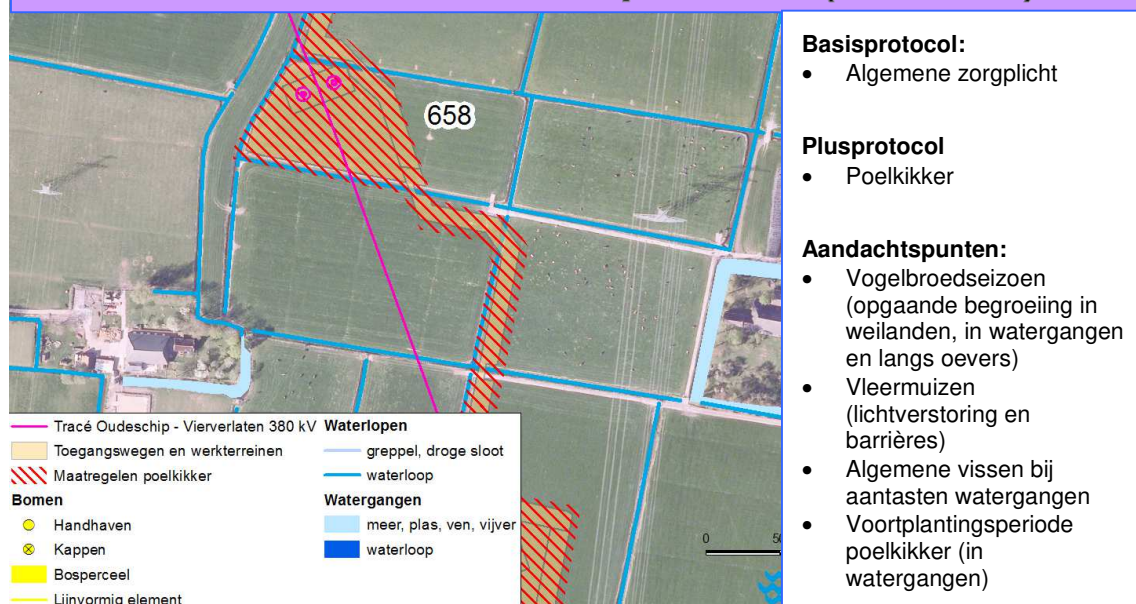 658
Tracé Oudeschip - Vierverlaten 380 kV
Toegangswegen en werkterreinen
Maatregelen poelkikker
Bomen
Handhaven
Kappen
Bosperceel
Lijnvormig element
Waterlopen
greppel, droge sloot
waterloop
Watergangen
meer, plas, ven, vijver
waterloop
0
Basisprotocol:
• Algemene zorgplicht
Plusprotocol
• Poelkikker
Aandachtspunten:
• Vogelbroedseizoen
(opgaande begroeiing in
weilanden, in watergangen
en langs oevers)
• Vleermuizen
(lichtverstoring en
barrières)
• Algemene vissen bij
aantasten watergangen
• Voortplantingsperiode
poelkikker (in
watergangen)